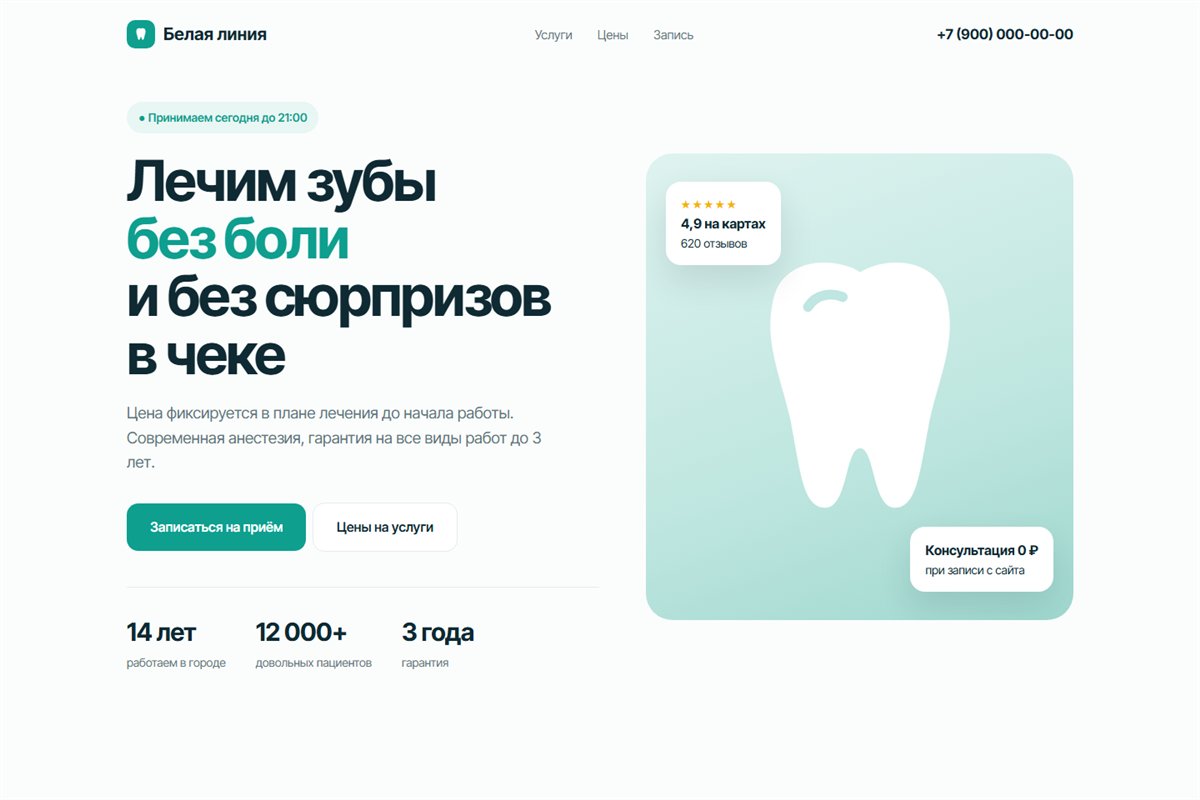 Белая линия
Услуги
Цены
Запись
+7 (900) 000-00-00
● Принимаем сегодня до 21:00
Лечим зубы
без боли
и без сюрпризов
в чеке
Цена фиксируется в плане лечения до начала работы.
Современная анестезия, гарантия на все виды работ до 3
лет.
Записаться на приём
Цены на услуги
14 лет
работаем в городе
12 000+
довольных пациентов
3 года
гарантия
★★★★★
4,9 на картах
620 отзывов
Консультация 0 ₽
при записи с сайта